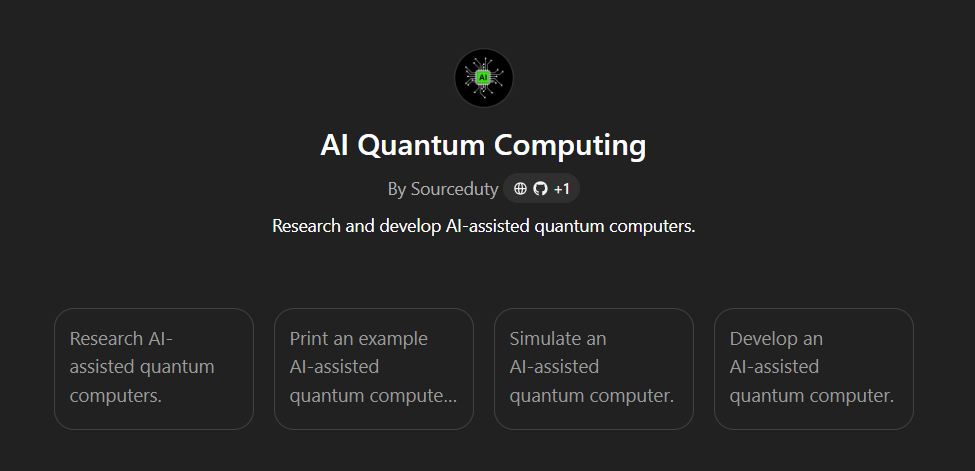 AI
AI Quantum Computing
By Sourceduty +1
Research and develop AI-assisted quantum computers.
Research AI-
assisted quantum
computers.
Print an example
AI-assisted
quantum compute...
Simulate an
AI-assisted
quantum computer.
Develop an
AI-assisted
quantum computer.